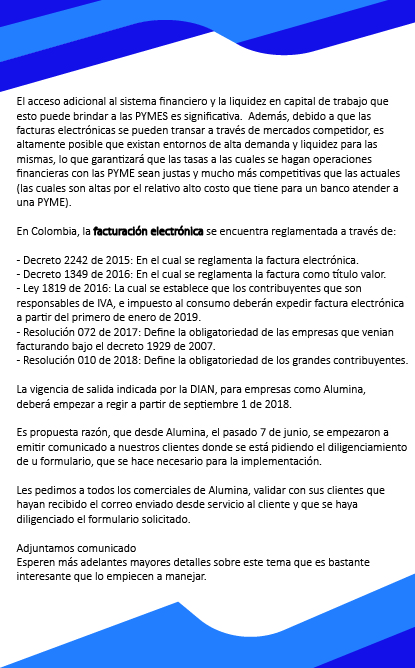 El acceso adicional al sistema financiero y la liquidez en capital de trabajo que
esto puede brindar a las PYMES es significativa.  Además, debido a que las
facturas electrónicas se pueden transar a través de mercados competidor, es
altamente posible que existan entornos de alta demanda y liquidez para las
mismas, lo que garantizará que las tasas a las cuales se hagan operaciones
financieras con las PYME sean justas y mucho más competitivas que las actuales
(las cuales son altas por el relativo alto costo que tiene para un banco atender a
una PYME).
En Colombia, la facturación electrónica se encuentra reglamentada a través de:
- Decreto 2242 de 2015: En el cual se reglamenta la factura electrónica.
- Decreto 1349 de 2016: En el cual se reglamenta la factura como título valor.
- Ley 1819 de 2016: La cual se establece que los contribuyentes que son
responsables de IVA, e impuesto al consumo deberán expedir factura electrónica
a partir del primero de enero de 2019.
- Resolución 072 de 2017: Define la obligatoriedad de las empresas que venian
facturando bajo el decreto 1929 de 2007.
- Resolución 010 de 2018: Define la obligatoriedad de los grandes contribuyentes.
La vigencia de salida indicada por la DIAN, para empresas como Alumina,
deberá empezar a regir a partir de septiembre 1 de 2018.
Es propuesta razón, que desde Alumina, el pasado 7 de junio, se empezaron a
emitir comunicado a nuestros clientes donde se está pidiendo el diligenciamiento
de u formulario, que se hace necesario para la implementación.
Les pedimos a todos los comerciales de Alumina, validar con sus clientes que
hayan recibido el correo enviado desde servicio al cliente y que se haya
diligenciado el formulario solicitado.
Adjuntamos comunicado
Esperen más adelantes mayores detalles sobre este tema que es bastante
interesante que lo empiecen a manejar.